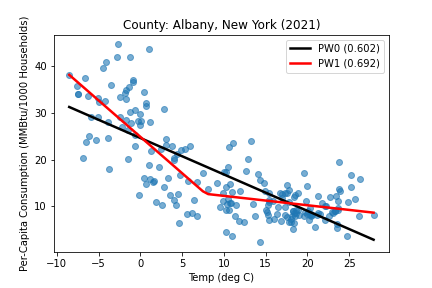 County: Albany, New York (2021)
PW0 (0.602)
PW1 (0.692)
Per-Capita Consumption (MMBtu/1000 Households)
40
30
20
10
−10 −5 0 5 10 15 20 25
Temp (deg C)